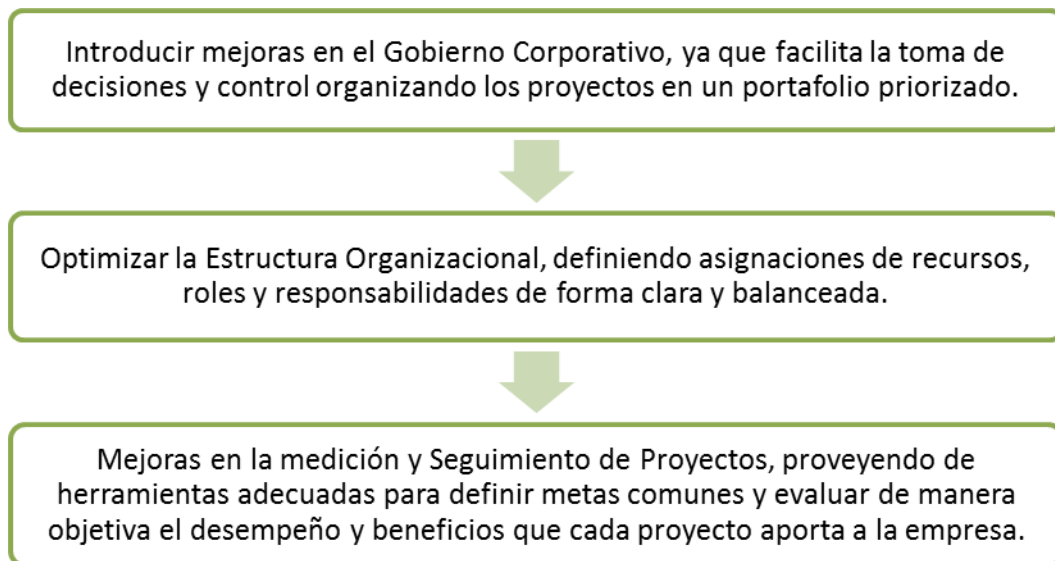 Introducir mejoras en el Gobierno Corporativo, ya que facilita la toma de
decisiones y control organizando los proyectos en un portafolio priorizado.
Optimizar la Estructura Organizacional, definiendo asignaciones de recursos,
roles y responsabilidades de forma clara y balanceada.
Mejoras en la medición y Seguimiento de Proyectos, proveyendo de
herramientas adecuadas para definir metas comunes y evaluar de manera
objetiva el desempeño y beneficios que cada proyecto aporta a la empresa.